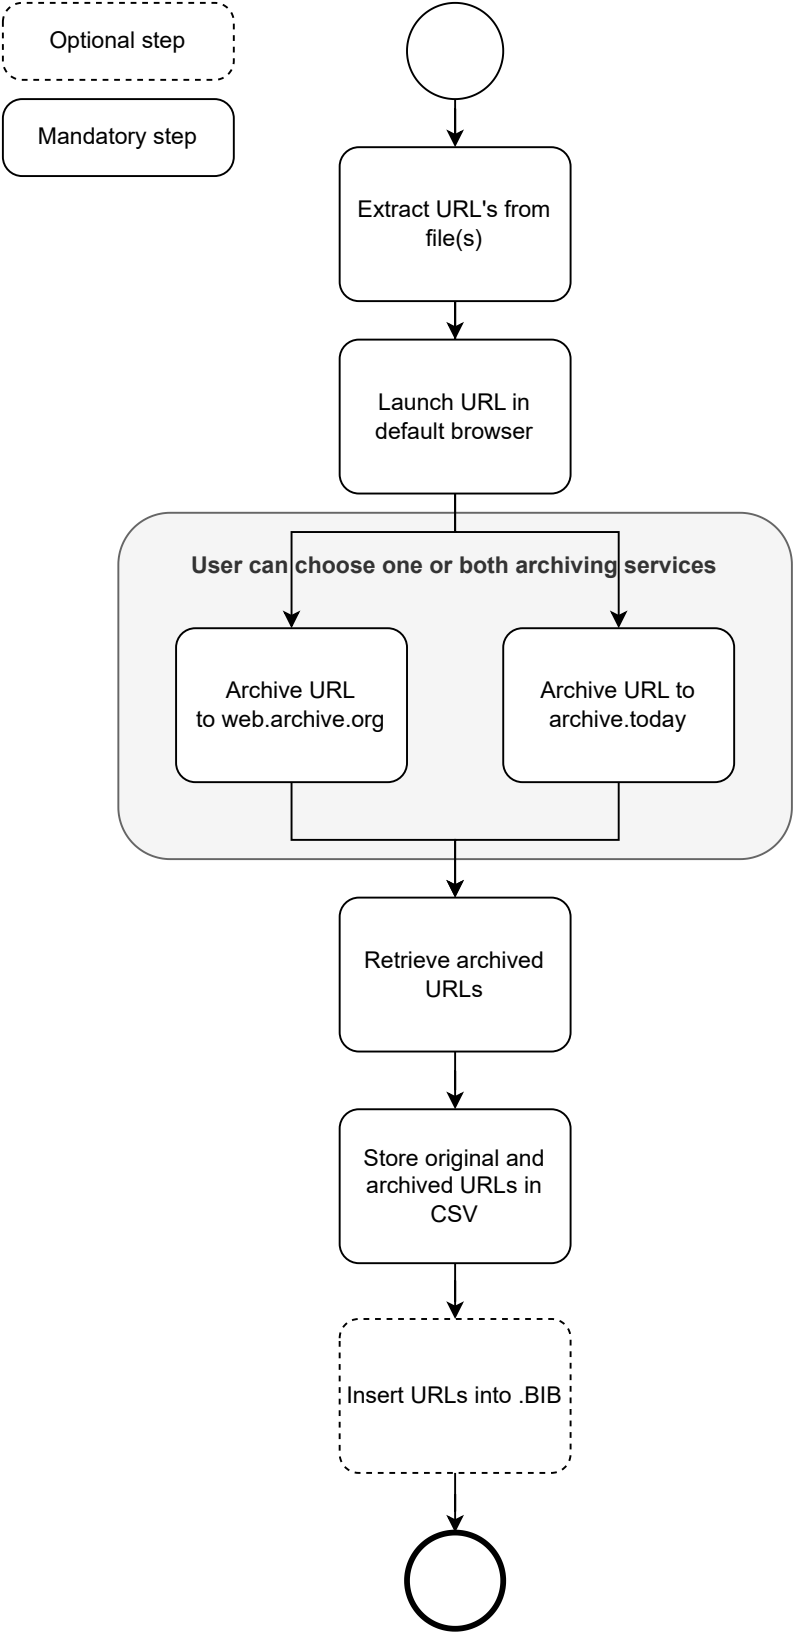 Optional step
Mandatory step
Extract URL's from
file(s)
Launch URL in
default browser
User can choose one or both archiving services
Archive URL
to web.archive.org
Archive URL to
archive.today
Retrieve archived
URLs
Store original and
archived URLs in
CSV
Insert URLs into .BIB